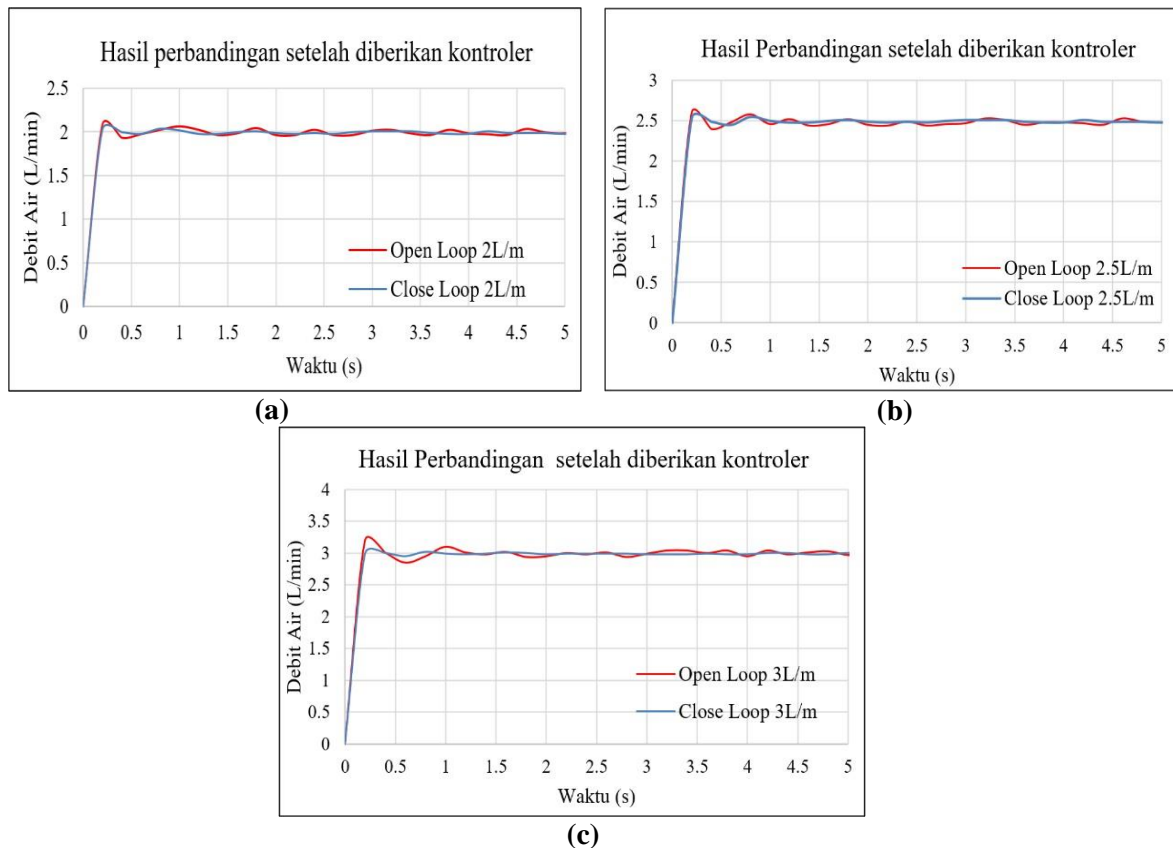 Hasil perbandingan setelah diberikan kontroler
2.5
2
1.5
1
0.5
0
Debit Air (L/min)
Open Loop 2L/m
Close Loop 2L/m
0 0.5 1 1.5 2 2.5 3 3.5 4 4.5 5
Waktu (s)
(a)
Hasil Perbandingan setelah diberikan kontroler
3
2.5
2
1.5
1
0.5
0
Debit Air (L/min)
Open Loop 2.5L/m
Close Loop 2.5L/m
0 0.5 1 1.5 2 2.5 3 3.5 4 4.5 5
Waktu (s)
(b)
Hasil Perbandingan setelah diberikan kontroler
4
3.5
3
2.5
2
1.5
1
0.5
0
Debit Air (L/min)
Open Loop 3L/m
Close Loop 3L/m
0 0.5 1 1.5 2 2.5 3 3.5 4 4.5 5
Waktu (s)
(c)